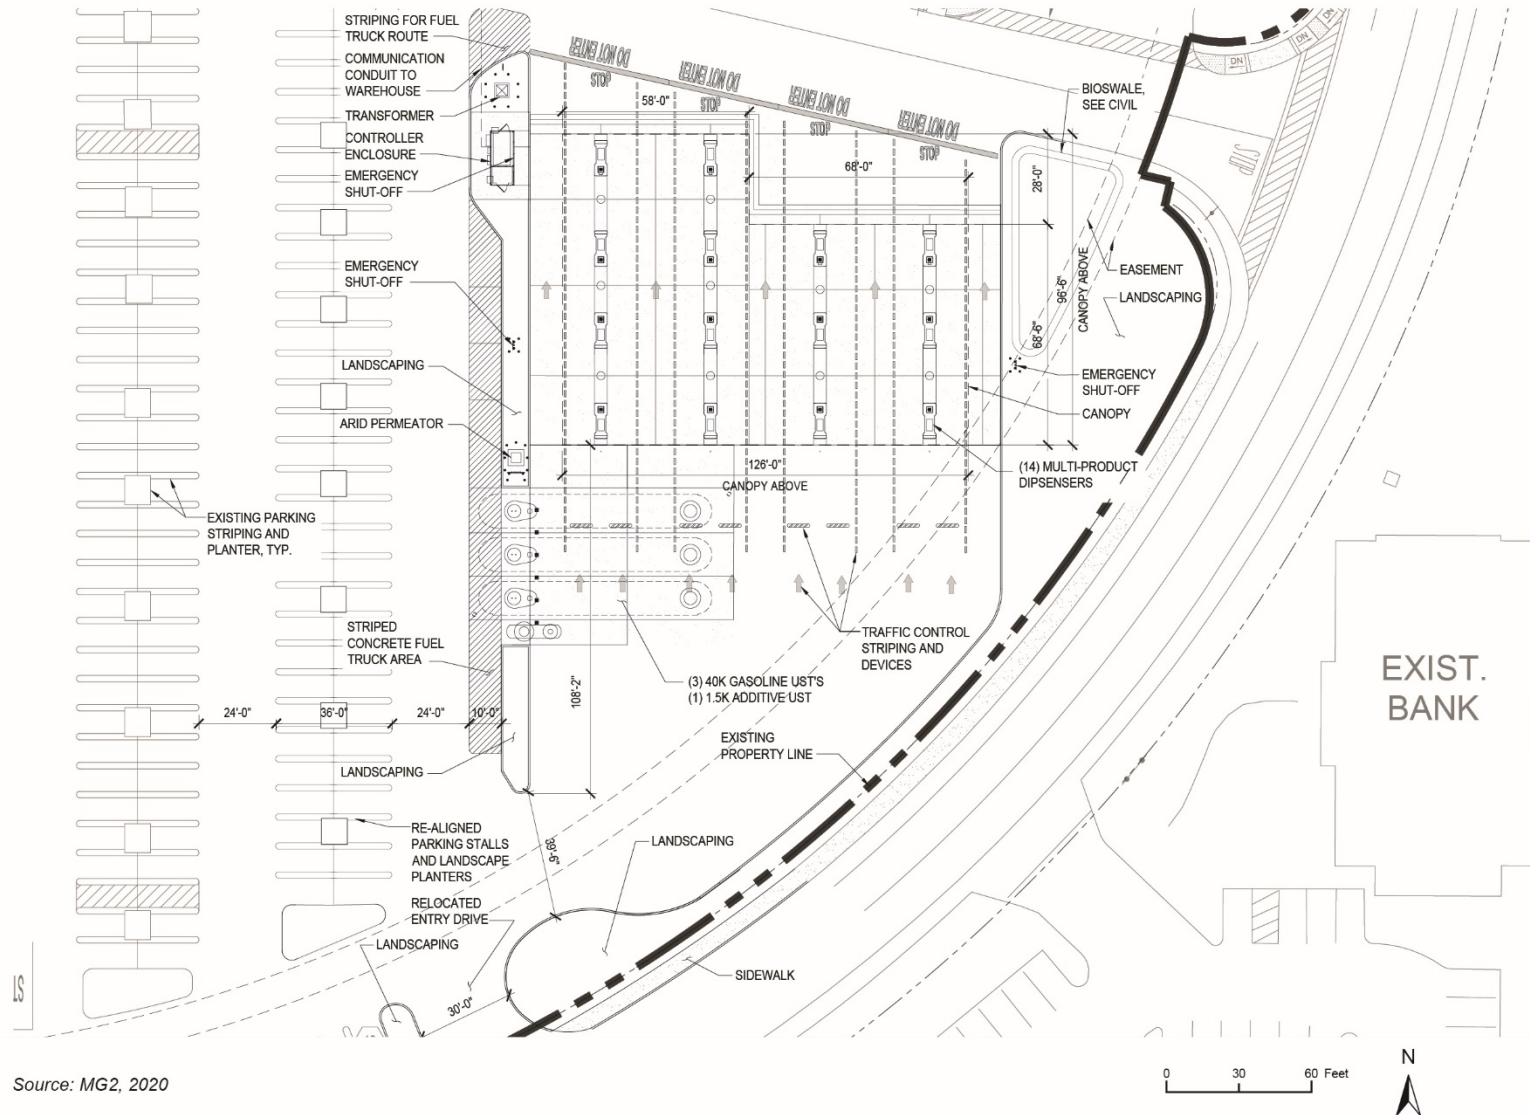 STRIPING FOR FUEL
TRUCK ROUTE
COMMUNICATION
CONDUIT TO
WAREHOUSE
TRANSFORMER
CONTROLLER
ENCLOSURE
EMERGENCY
SHUT-OFF
EMERGENCY
SHUT-OFF
LANDSCAPING
ARID PERMEATOR
EXISTING PARKING
STRIPING AND
PLANTER, TYP.
STRIPED
CONCRETE FUEL
TRUCK AREA
24'-0"
36'-0"
24'-0"
10'-0"
LANDSCAPING
RE-ALIGNED
PARKING STALLS
AND LANDSCAPE
PLANTERS
RELOCATED
ENTRY DRIVE
LANDSCAPING
30'-0"
39'-6"
108'-2"
DO NOT ENTER
STOP
DO NOT ENTER
STOP
DO NOT ENTER
STOP
DO NOT ENTER
STOP
58'-0"
68'-0"
28'-0"
96'-6"
68'-6"
CANOPY ABOVE
126'-0"
CANOPY ABOVE
BIOSWALE,
SEE CIVIL
EASEMENT
LANDSCAPING
EMERGENCY
SHUT-OFF
CANOPY
(14) MULTI-PRODUCT
DIPSENSERS
TRAFFIC CONTROL
STRIPING AND
DEVICES
(3) 40K GASOLINE UST'S
(1) 1.5K ADDITIVE UST
EXISTING
PROPERTY LINE
LANDSCAPING
SIDEWALK
DN
DN
DN
EXIST.
BANK
Source: MG2, 2020
0 30 60 Feet
N